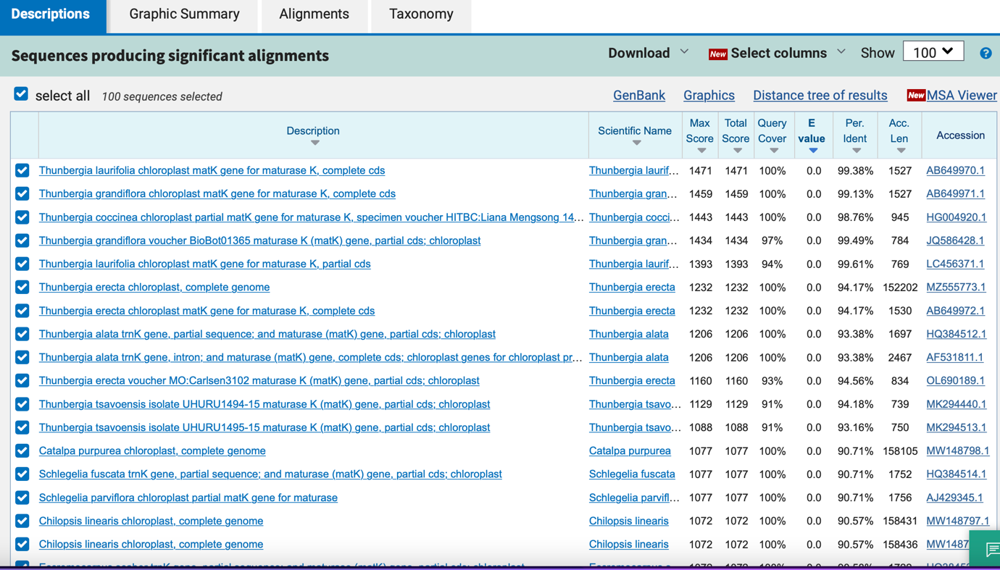 Descriptions Graphic Summary Alignments Taxonomy
Sequences producing significant alignments Download New Select columns Show 100 ?
select all 100 sequences selected GenBank Graphics Distance tree of results New MSA Viewer
Description Scientific Name Max Score Total Score Query Cover E value Per. Ident Acc. Len Accession
Thunbergia laurifolia chloroplast matK gene for maturase K, complete cds Thunbergia laurif... 1471 1471 100% 0.0 99.38% 1527 AB649970.1
Thunbergia grandiflora chloroplast matK gene for maturase K, complete cds Thunbergia gran... 1459 1459 100% 0.0 99.13% 1527 AB649971.1
Thunbergia coccinea chloroplast partial matK gene for maturase K, specimen voucher HITBC:Liana Mengsong 14... Thunbergia cocci... 1443 1443 100% 0.0 98.76% 945 HG004920.1
Thunbergia grandiflora voucher BioBot01365 maturase K (matK) gene, partial cds; chloroplast Thunbergia gran... 1434 1434 97% 0.0 99.49% 784 JQ586428.1
Thunbergia laurifolia chloroplast matK gene for maturase K, partial cds Thunbergia laurif... 1393 1393 94% 0.0 99.61% 769 LC456371.1
Thunbergia erecta chloroplast, complete genome Thunbergia erecta 1232 1232 100% 0.0 94.17% 152202 MZ555773.1
Thunbergia erecta chloroplast matK gene for maturase K, complete cds Thunbergia erecta 1232 1232 100% 0.0 94.17% 1530 AB649972.1
Thunbergia alata trnK gene, partial sequence; and maturase (matK) gene, partial cds; chloroplast Thunbergia alata 1206 1206 100% 0.0 93.38% 1697 HQ384512.1
Thunbergia alata trnK gene, intron; and maturase (matK) gene, complete cds; chloroplast genes for chloroplast pr... Thunbergia alata 1206 1206 100% 0.0 93.38% 2467 AF531811.1
Thunbergia erecta voucher MO:Carlsen3102 maturase K (matK) gene, partial cds; chloroplast Thunbergia erecta 1160 1160 93% 0.0 94.56% 834 OL690189.1
Thunbergia tsavoensis isolate UHURU1494-15 maturase K (matK) gene, partial cds; chloroplast Thunbergia tsavo... 1129 1129 91% 0.0 94.18% 739 MK294440.1
Thunbergia tsavoensis isolate UHURU1495-15 maturase K (matK) gene, partial cds; chloroplast Thunbergia tsavo... 1088 1088 91% 0.0 93.16% 750 MK294513.1
Catalpa purpurea chloroplast, complete genome Catalpa purpurea 1077 1077 100% 0.0 90.71% 158105 MW148798.1
Schlegelia fuscata trnK gene, partial sequence; and maturase (matK) gene, partial cds; chloroplast Schlegelia fuscata 1077 1077 100% 0.0 90.71% 1752 HQ384514.1
Schlegelia parviflora chloroplast partial matK gene for maturase Schlegelia parvifl... 1077 1077 100% 0.0 90.71% 1756 AJ429345.1
Chilopsis linearis chloroplast, complete genome Chilopsis linearis 1072 1072 100% 0.0 90.57% 158431 MW148797.1
Chilopsis linearis chloroplast, complete genome Chilopsis linearis 1072 1072 100% 0.0 90.57% 158436 MW1487